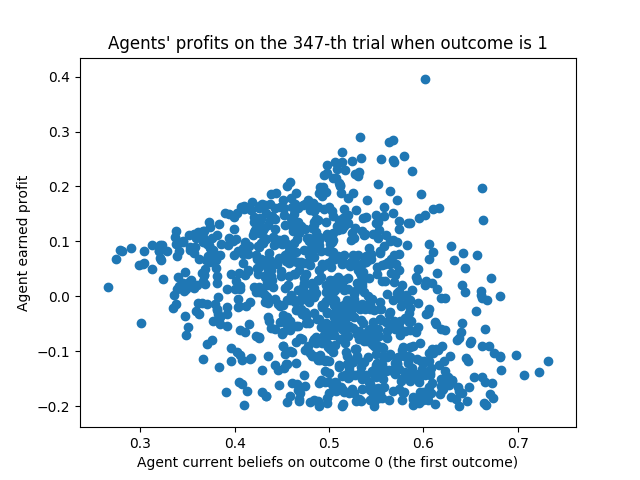 Agents' profits on the 347-th trial when outcome is 1
0.4
0.3
0.2
0.1
0.0
−0.1
−0.2
Agent earned profit
0.3 0.4 0.5 0.6 0.7
Agent current beliefs on outcome 0 (the first outcome)